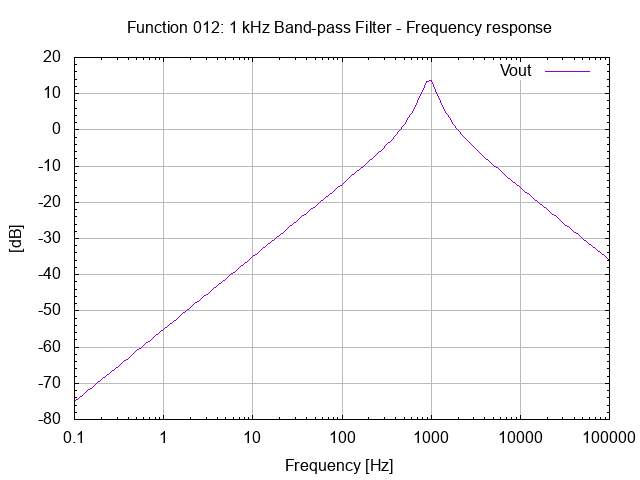 Function 012: 1 kHz Band-pass Filter - Frequency response
Vout
20
10
0
-10
-20
-30
-40
-50
-60
-70
-80
[dB]
0.1 1 10 100 1000 10000 100000
Frequency [Hz]